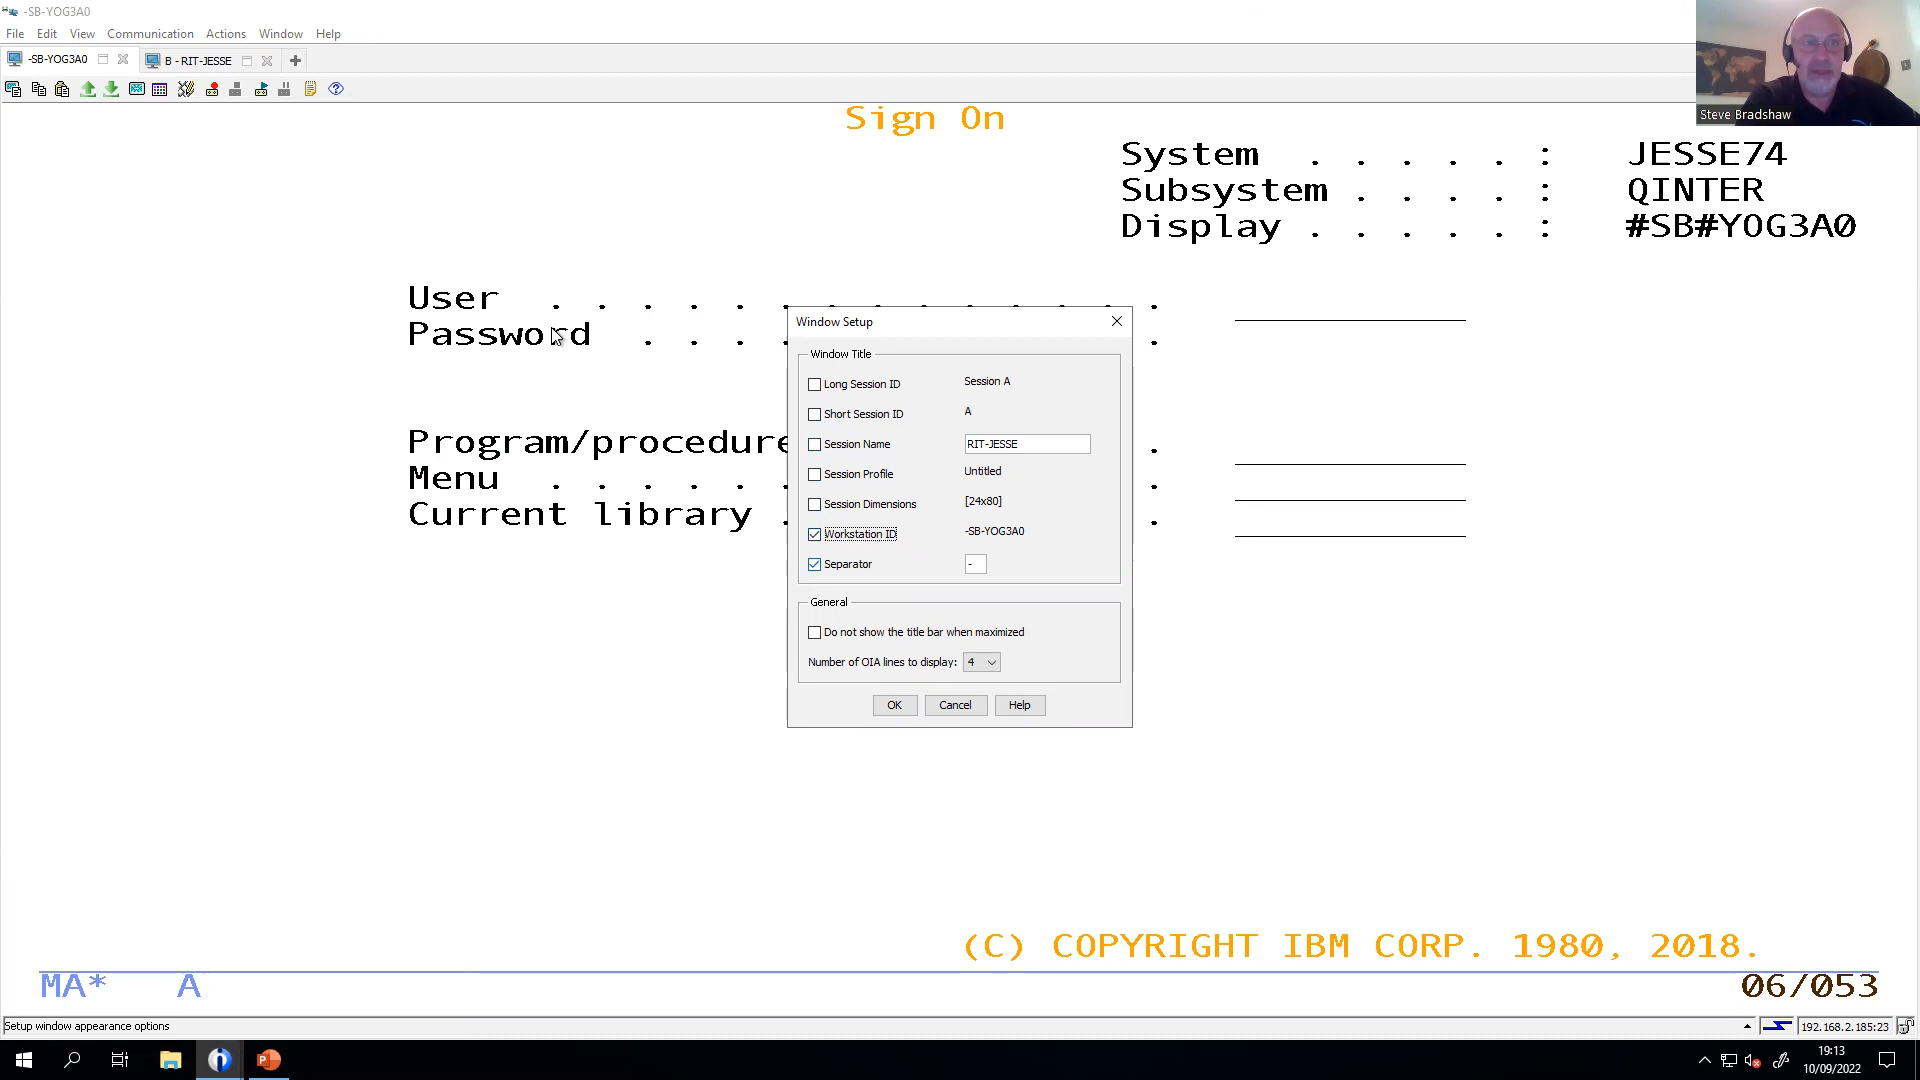 -SB-YOG3A0
File Edit View Communication Actions Window Help
-SB-YOG3A0 B - RIT-JESSE
Steve Bradshaw
Sign On
System . . . . . : JESSE74
Subsystem . . . . : QINTER
Display . . . . . : #SB#YOG3A0
User . . . . . . . . . . . . . .
Password . . . . .
Program/procedure .
Menu . . . . . . .
Current library . .
Window Setup
Window Title
Long Session ID Session A
Short Session ID A
Session Name RIT-JESSE
Session Profile Untitled
Session Dimensions [24x80]
Workstation ID -SB-YOG3A0
Separator -
General
Do not show the title bar when maximized
Number of OIA lines to display: 4
OK Cancel Help
(C) COPYRIGHT IBM CORP. 1980, 2018.
MA* A 06/053
Setup window appearance options 192.168.2.185:23
19:13
10/09/2022